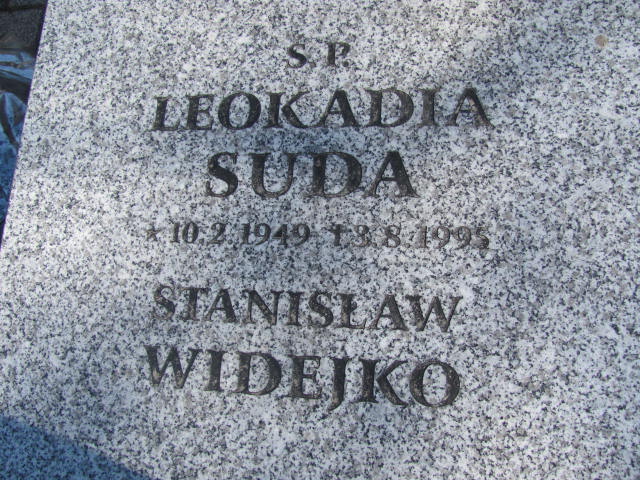 S.P.
LEOKADIA
SUDA
* 10.2.1949 † 3.8.1995
STANISŁAW
WIDEJKO